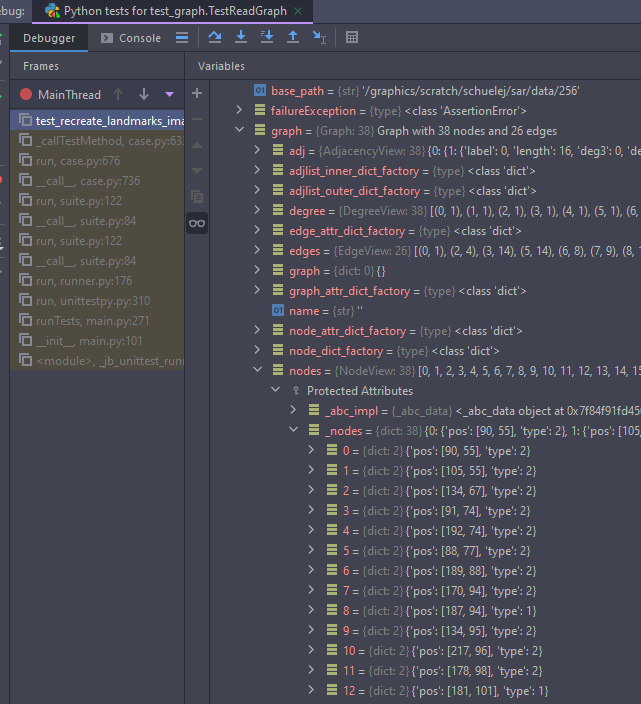 ebug:
Python tests for test_graph.TestReadGraph
Debugger
Console
Frames
Variables
MainThread
test_recreate_landmarks_ima
_callTestMethod, case.py:633
run, case.py:676
__call__, case.py:736
run, suite.py:122
__call__, suite.py:84
run, suite.py:122
__call__, suite.py:84
run, runner.py:176
run, unittestpy.py:310
runTests, main.py:271
__init__, main.py:101
<module>, _jb_unittest_runn
base_path = {str} '/graphics/scratch/schuelej/sar/data/256'
failureException = {type} <class 'AssertionError'>
graph = {Graph: 38} Graph with 38 nodes and 26 edges
adj = {AdjacencyView: 38} {0: {1: {'label': 0, 'length': 16, 'deg3': 0, 'de
adjlist_inner_dict_factory = {type} <class 'dict'>
adjlist_outer_dict_factory = {type} <class 'dict'>
degree = {DegreeView: 38} [(0, 1), (1, 1), (2, 1), (3, 1), (4, 1), (5, 1), (6,
edge_attr_dict_factory = {type} <class 'dict'>
edges = {EdgeView: 26} [(0, 1), (2, 4), (3, 14), (5, 14), (6, 8), (7, 9), (8, 1
graph = {dict: 0} {}
graph_attr_dict_factory = {type} <class 'dict'>
name = {str} ''
node_attr_dict_factory = {type} <class 'dict'>
node_dict_factory = {type} <class 'dict'>
nodes = {NodeView: 38} [0, 1, 2, 3, 4, 5, 6, 7, 8, 9, 10, 11, 12, 13, 14, 15
Protected Attributes
_abc_impl = {_abc_data} <_abc_data object at 0x7f84f91fd450
_nodes = {dict: 38} {0: {'pos': [90, 55], 'type': 2}, 1: {'pos': [105,
0 = {dict: 2} {'pos': [90, 55], 'type': 2}
1 = {dict: 2} {'pos': [105, 55], 'type': 2}
2 = {dict: 2} {'pos': [134, 67], 'type': 2}
3 = {dict: 2} {'pos': [91, 74], 'type': 2}
4 = {dict: 2} {'pos': [192, 74], 'type': 2}
5 = {dict: 2} {'pos': [88, 77], 'type': 2}
6 = {dict: 2} {'pos': [189, 88], 'type': 2}
7 = {dict: 2} {'pos': [170, 94], 'type': 2}
8 = {dict: 2} {'pos': [187, 94], 'type': 1}
9 = {dict: 2} {'pos': [134, 95], 'type': 2}
10 = {dict: 2} {'pos': [217, 96], 'type': 2}
11 = {dict: 2} {'pos': [178, 98], 'type': 2}
12 = {dict: 2} {'pos': [181, 101], 'type': 1}